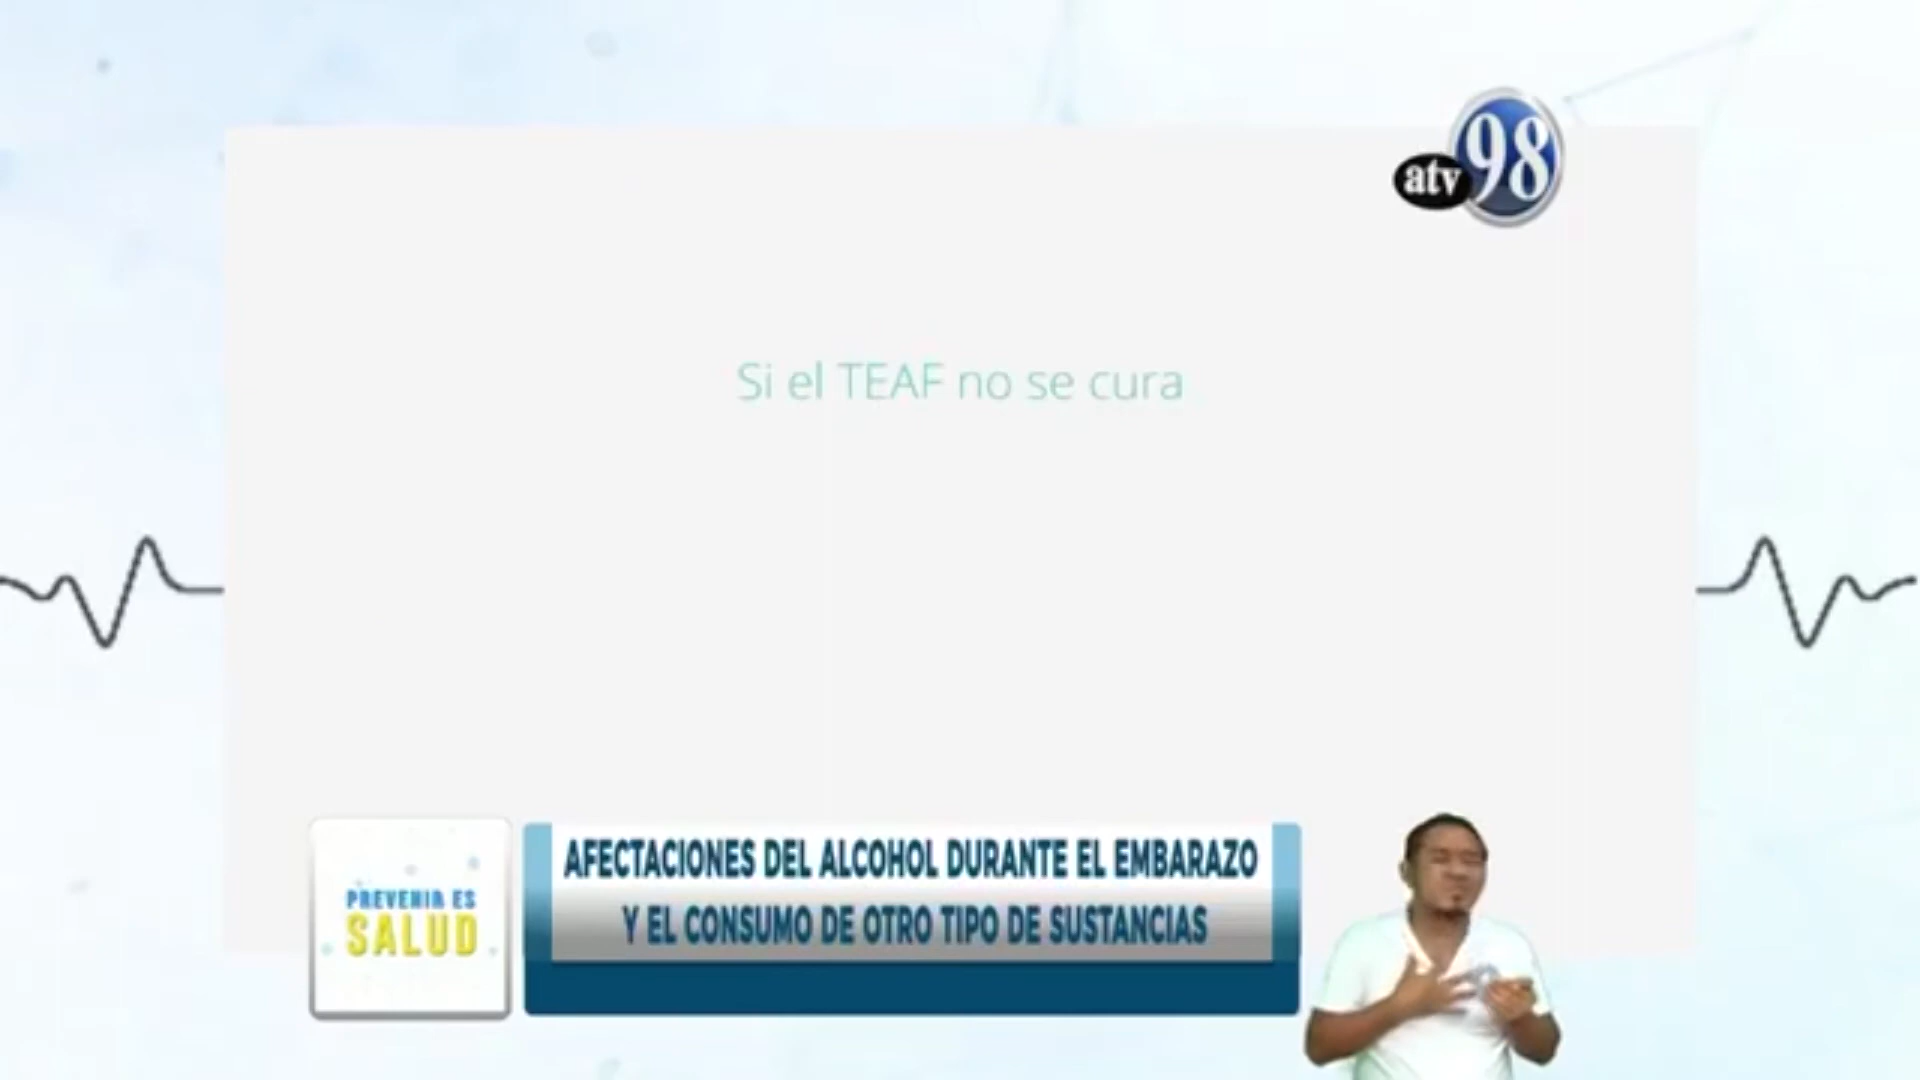 atv 98
Si el TEAF no se cura
PREVENIR ES
SALUD
AFECTACIONES DEL ALCOHOL DURANTE EL EMBARAZO
Y EL CONSUMO DE OTRO TIPO DE SUSTANCIAS